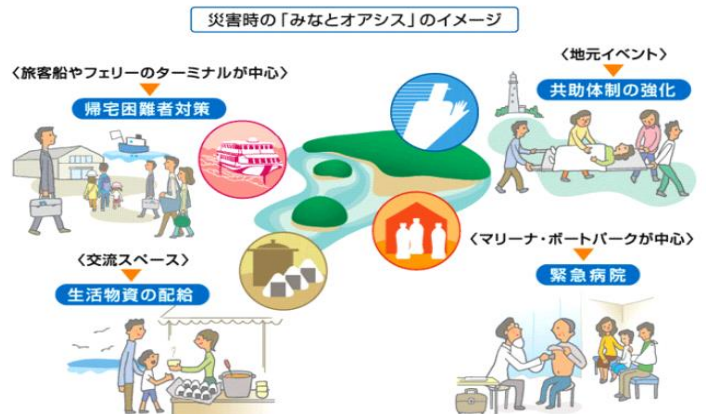 災害時の「みなとオアシス」のイメージ
〈旅客船やフェリーのターミナルが中心〉
帰宅困難者対策
〈地元イベント〉
共助体制の強化
〈交流スペース〉
生活物資の配給
〈マリーナ・ボートパークが中心〉
緊急病院